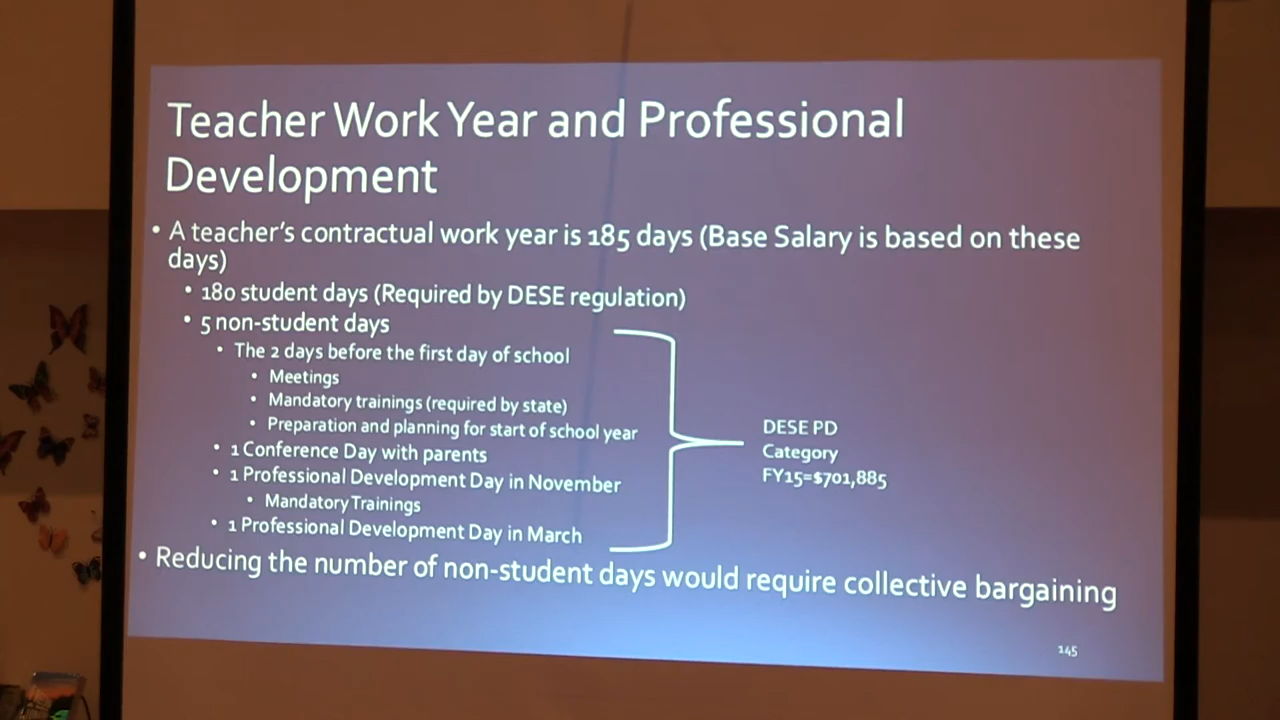 Teacher Work Year and Professional
Development
• A teacher's contractual work year is 185 days (Base Salary is based on these
days)
• 180 student days (Required by DESE regulation)
• 5 non-student days
• The 2 days before the first day of school
• Meetings
• Mandatory trainings (required by state)
• Preparation and planning for start of school year
• 1 Conference Day with parents
• 1 Professional Development Day in November
• Mandatory Trainings
• 1 Professional Development Day in March
DESE PD
Category
FY15=$701,885
• Reducing the number of non-student days would require collective bargaining
145